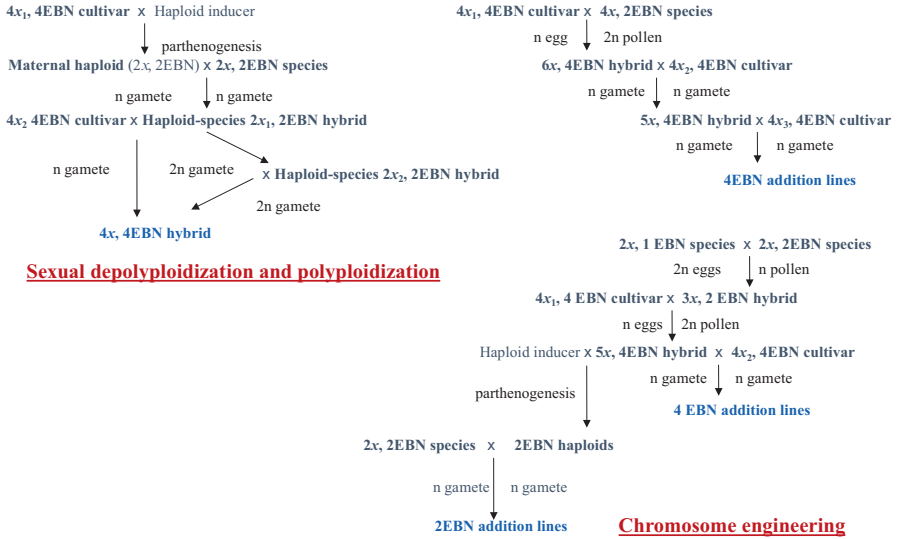 4x₁, 4EBN cultivar x Haploid inducer
parthenogenesis
Maternal haploid (2x, 2EBN) x 2x, 2EBN species
n gamete n gamete
4x₂ 4EBN cultivar x Haploid-species 2x₁, 2EBN hybrid
n gamete 2n gamete
x Haploid-species 2x₂, 2EBN hybrid
2n gamete
4x, 4EBN hybrid
Sexual depolyploidization and polyploidization
4x₁, 4EBN cultivar x 4x, 2EBN species
n egg 2n pollen
6x, 4EBN hybrid x 4x₂, 4EBN cultivar
n gamete n gamete
5x, 4EBN hybrid x 4x₃, 4EBN cultivar
n gamete n gamete
4EBN addition lines
2x, 1 EBN species x 2x, 2EBN species
2n eggs n pollen
4x₁, 4 EBN cultivar x 3x, 2 EBN hybrid
n eggs 2n pollen
Haploid inducer x 5x, 4EBN hybrid x 4x₂, 4EBN cultivar
n gamete n gamete
parthenogenesis
4 EBN addition lines
2x, 2EBN species x 2EBN haploids
n gamete n gamete
2EBN addition lines
Chromosome engineering